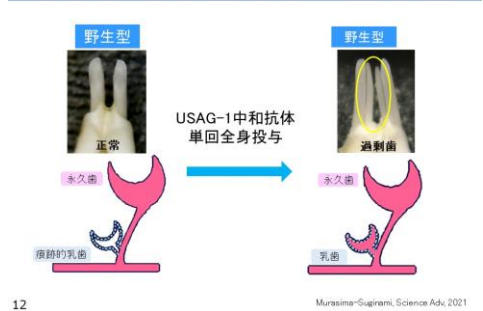 野生型
正常
永久歯
痕跡的乳歯
USAG-1中和抗体
単回全身投与
野生型
過剰歯
永久歯
乳歯
12
Murasima-Suginami, Science Adv, 2021